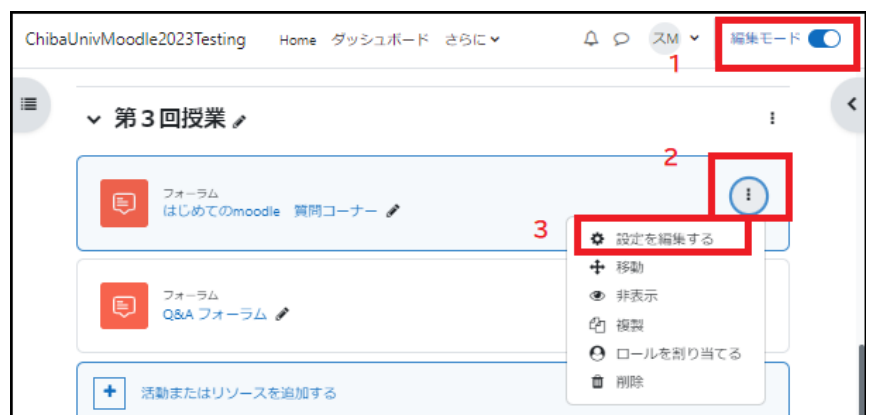 ChibaUnivMoodle2023Testing Home ダッシュボード さらに スM 編集モード
1
第3回授業
2
フォーラム
はじめてのmoodle 質問コーナー
3
設定を編集する
移動
フォーラム
Q&A フォーラム
非表示
複製
ロールを割り当てる
削除
活動またはリソースを追加する